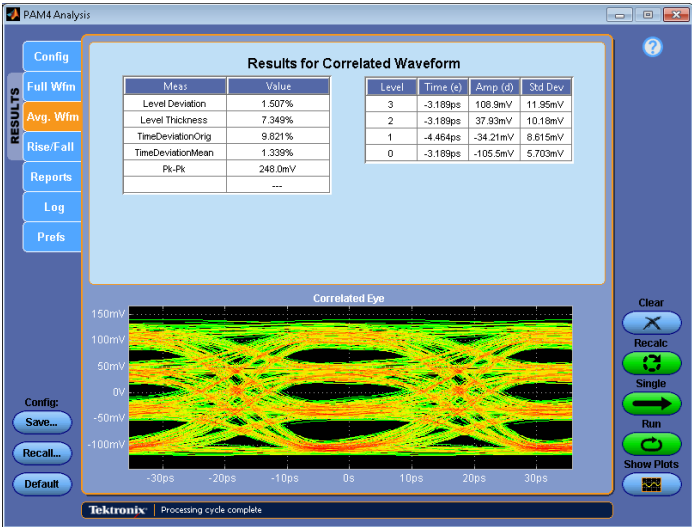 PAM4 Analysis
RESULTS
Config
Full Wfm
Avg. Wfm
Rise/Fall
Reports
Log
Prefs
Results for Correlated Waveform
Meas Value
Level Deviation 1.507%
Level Thickness 7.349%
TimeDeviationOrig 9.821%
TimeDeviationMean 1.339%
Pk-Pk 248.0mV
---
Level Time (e) Amp (d) Std Dev
3 -3.189ps 108.9mV 11.95mV
2 -3.189ps 37.93mV 10.18mV
1 -4.464ps -34.21mV 8.615mV
0 -3.189ps -105.5mV 5.703mV
?
Correlated Eye
150mV
100mV
50mV
0V
-50mV
-100mV
-30ps -20ps -10ps 0s 10ps 20ps 30ps
Config:
Save...
Recall...
Default
Clear
Recalc
Single
Run
Show Plots
Tektronix Processing cycle complete